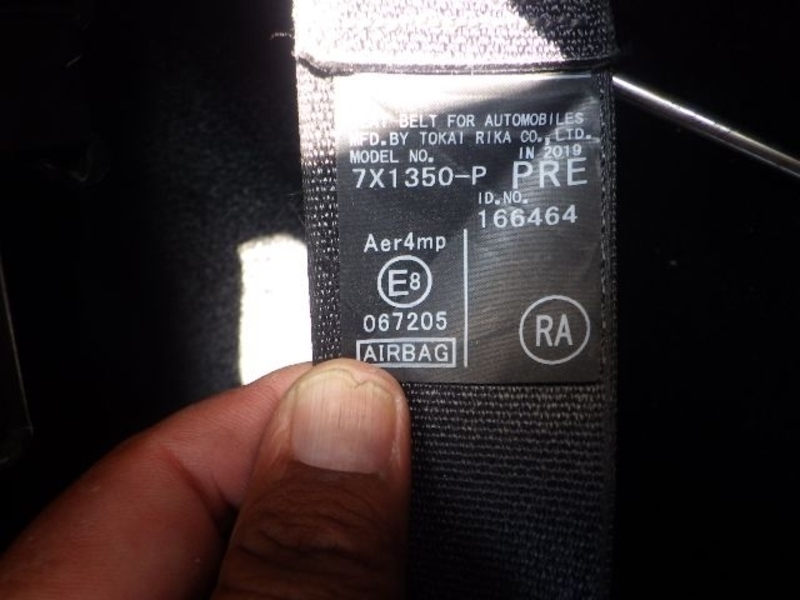 SEAT BELT FOR AUTOMOBILES
MFD.BY TOKAI RIKA CO.,LTD.
MODEL NO. IN 2019
7X1350-P PRE
ID.NO.
166464
Aer4mp
E8
067205
AIRBAG
RA